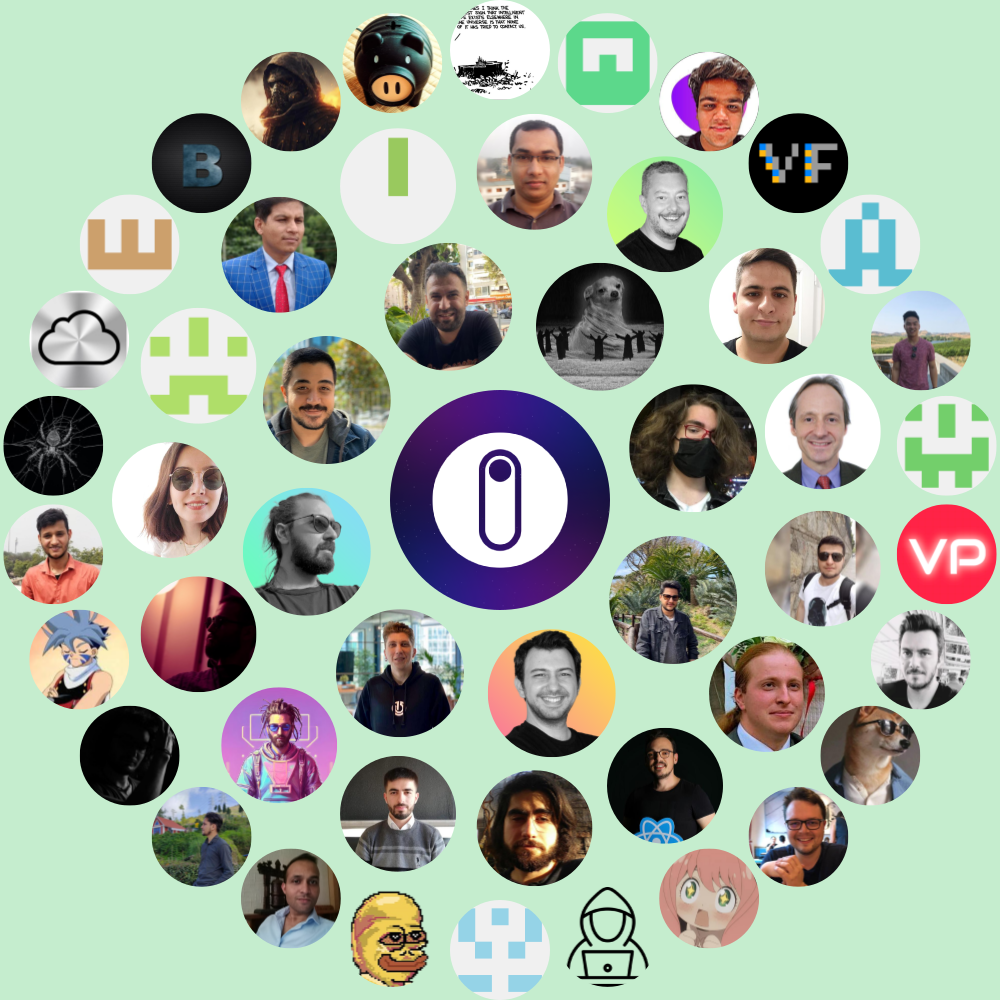 I THINK THE
SIGN THAT INTELLIGENT
EXISTS ELSEWHERE IN
UNIVERSE IS THAT NONE
IT HAS TRIED TO CONTACT US.
B
VF
VP